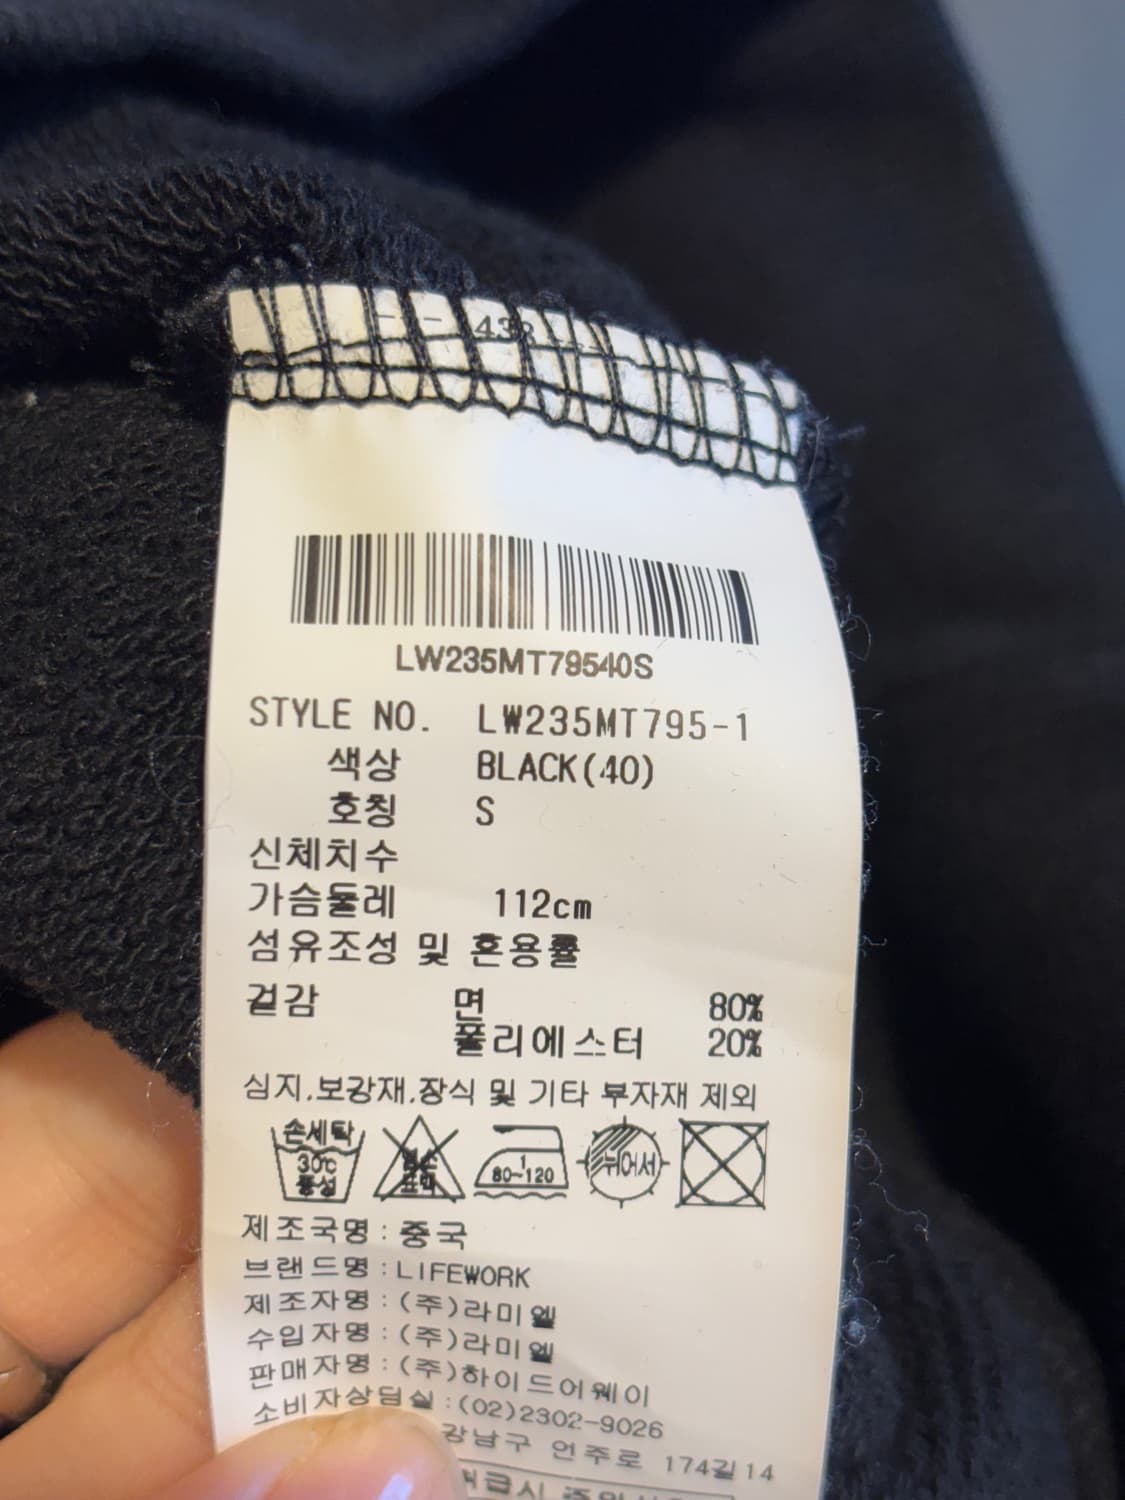 LW235MT79540S
STYLE NO. LW235MT795-1
색상 BLACK(40)
호칭 S
신체치수
가슴둘레 112cm
섬유조성 및 혼용률
겉감 면 80%
폴리에스터 20%
심지,보강재,장식 및 기타 부자재 제외
손세탁
30℃
중성
염소
표백
1
80~120
뉘어서
제조국명:중국
브랜드명:LIFEWORK
제조자명:(주)라미엘
수입자명:(주)라미엘
판매자명:(주)하이드어웨이
소비자상담실:(02)2302-9026
강남구 언주로 174길 14